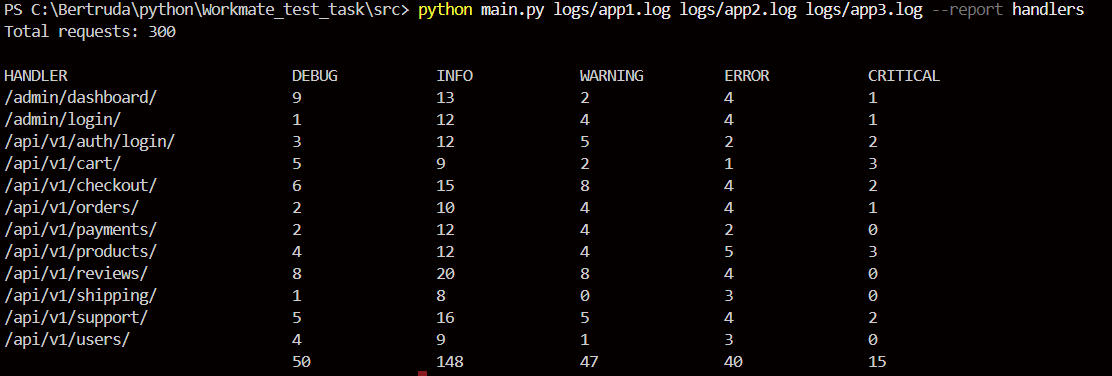 PS C:\Bertruda\python\Workmate_test_task\src> python main.py logs/app1.log logs/app2.log logs/app3.log --report handlers
Total requests: 300
HANDLER DEBUG INFO WARNING ERROR CRITICAL
/admin/dashboard/ 9 13 2 4 1
/admin/login/ 1 12 4 4 1
/api/v1/auth/login/ 3 12 5 2 2
/api/v1/cart/ 5 9 2 1 3
/api/v1/checkout/ 6 15 8 4 2
/api/v1/orders/ 2 10 4 4 1
/api/v1/payments/ 2 12 4 2 0
/api/v1/products/ 4 12 4 5 3
/api/v1/reviews/ 8 20 8 4 0
/api/v1/shipping/ 1 8 0 3 0
/api/v1/support/ 5 16 5 4 2
/api/v1/users/ 4 9 1 3 0
50 148 47 40 15